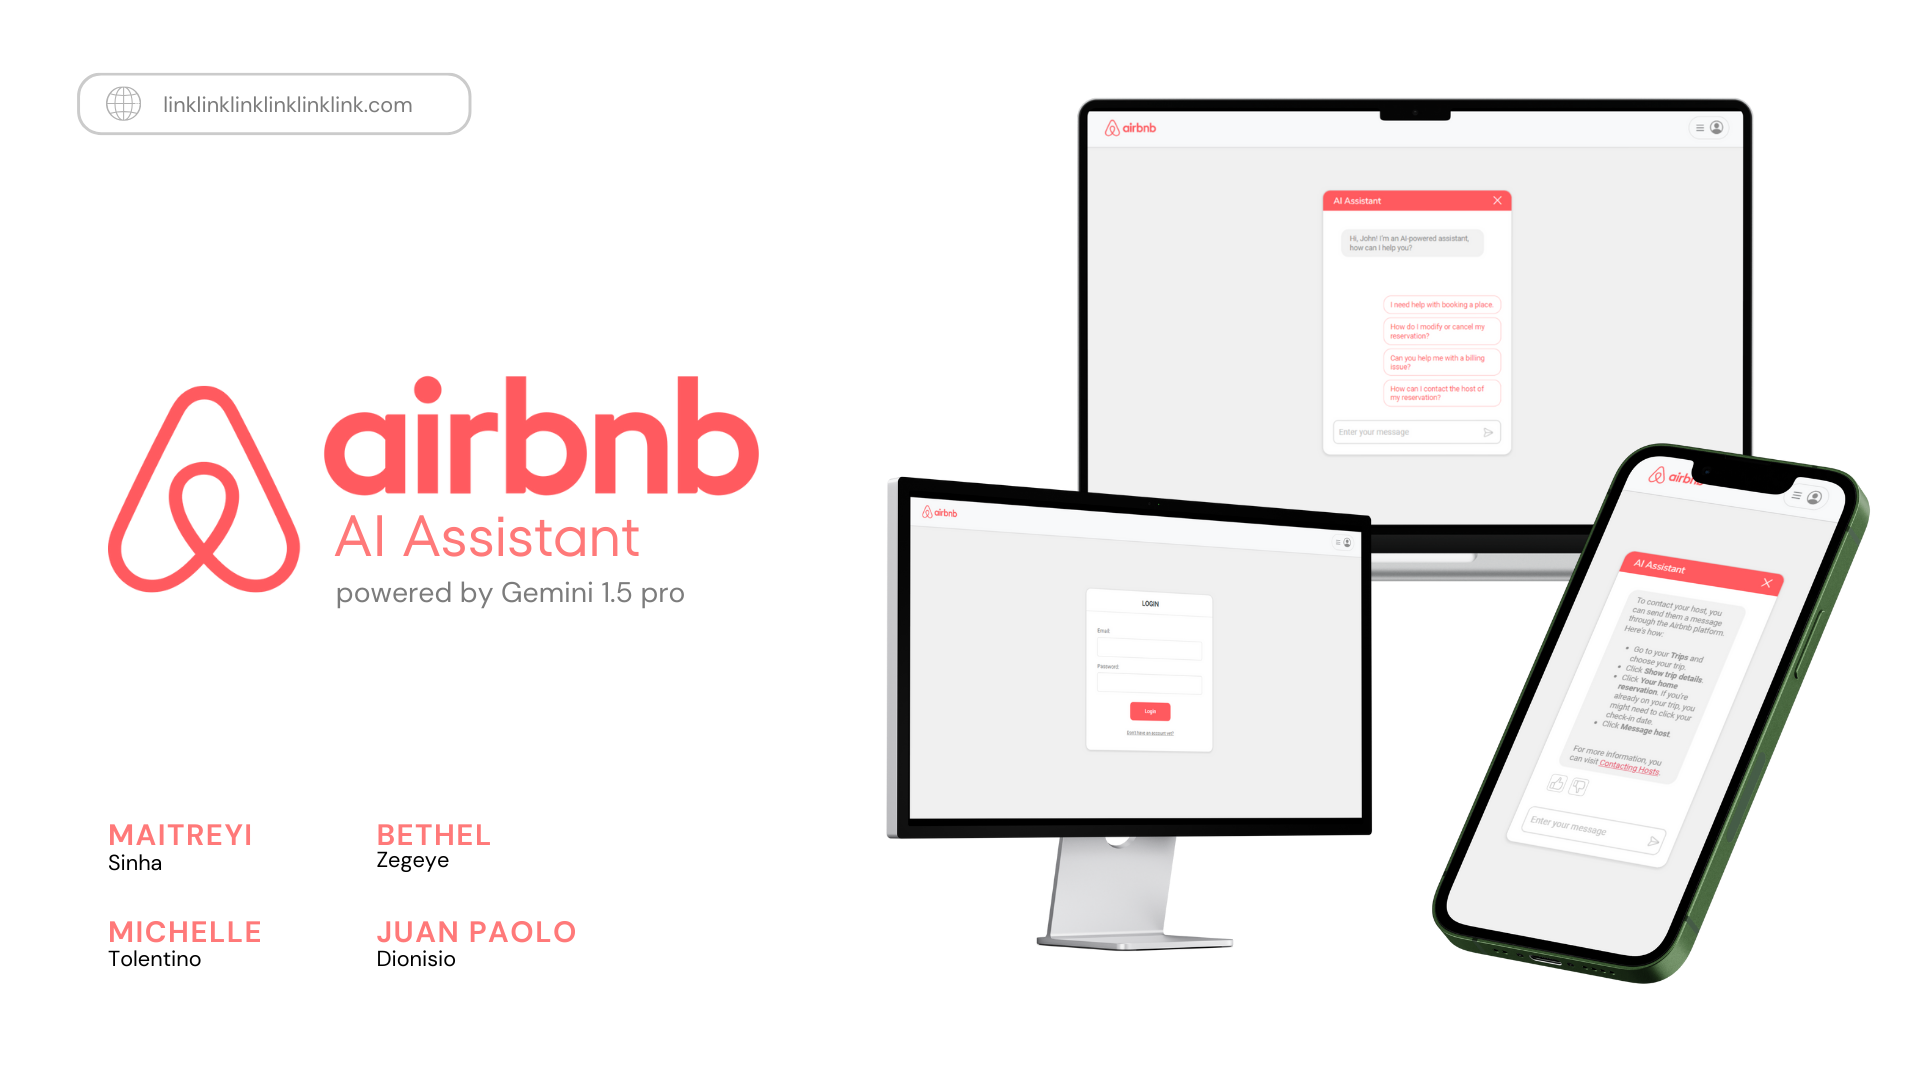 linklinklinklinklinklink.com
airbnb
AI Assistant
powered by Gemini 1.5 pro
MAITREYI
Sinha
BETHEL
Zegeye
MICHELLE
Tolentino
JUAN PAOLO
Dionisio
airbnb
AI Assistant
Hi, John! I'm an AI-powered assistant,
how can I help you?
I need help with booking a place.
How do I modify or cancel my
reservation?
Can you help me with a billing
issue?
How can I contact the host of
my reservation?
Enter your message
airbnb
LOGIN
Email
Password
Login
Don't have an account yet?
airbnb
AI Assistant
To contact your host, you
can send them a message
through the Airbnb platform.
Here's how:
• Go to your Trips and
choose your trip.
• Click Show trip details.
• Click Your home
reservation. If you're
already on your trip, you
might need to click your
check-in date.
• Click Message host.
For more information, you
can visit Contacting Hosts.
Enter your message